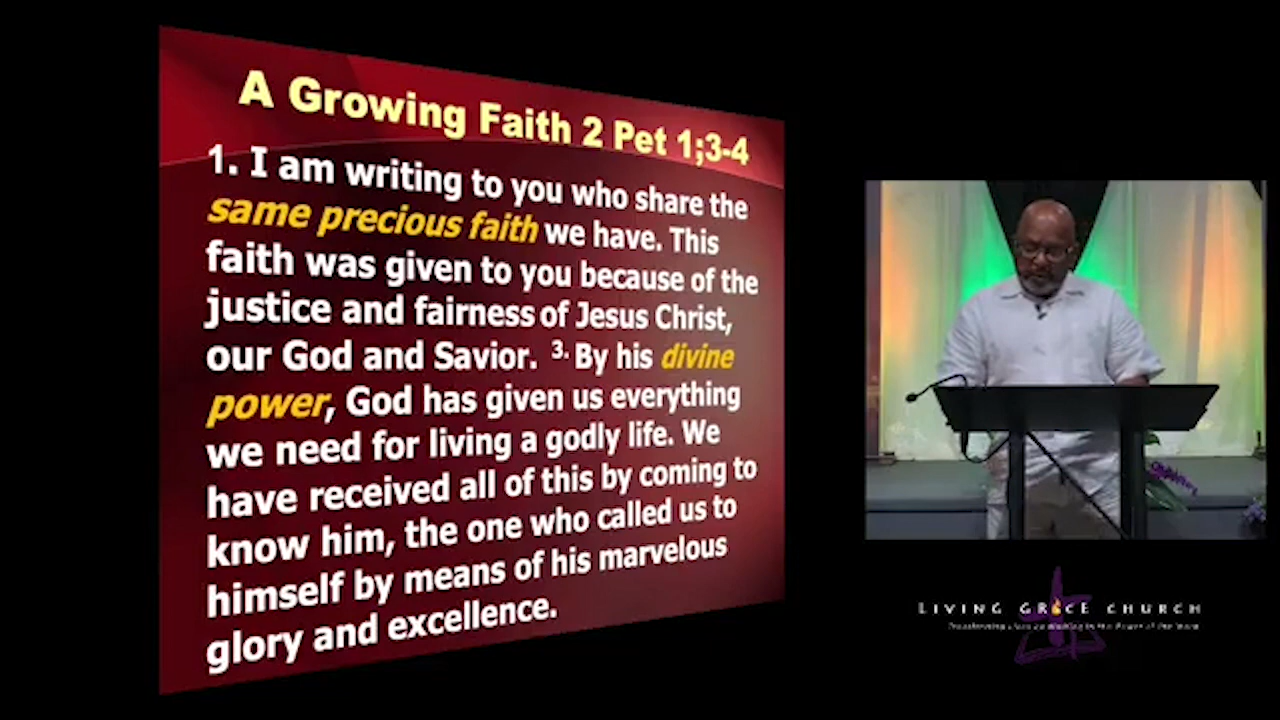 A Growing Faith 2 Pet 1;3-4
1. I am writing to you who share the
same precious faith we have. This
faith was given to you because of the
justice and fairness of Jesus Christ,
our God and Savior. 3. By his divine
power, God has given us everything
we need for living a godly life. We
have received all of this by coming to
know him, the one who called us to
himself by means of his marvelous
glory and excellence.
LIVING GRACE CHURCH